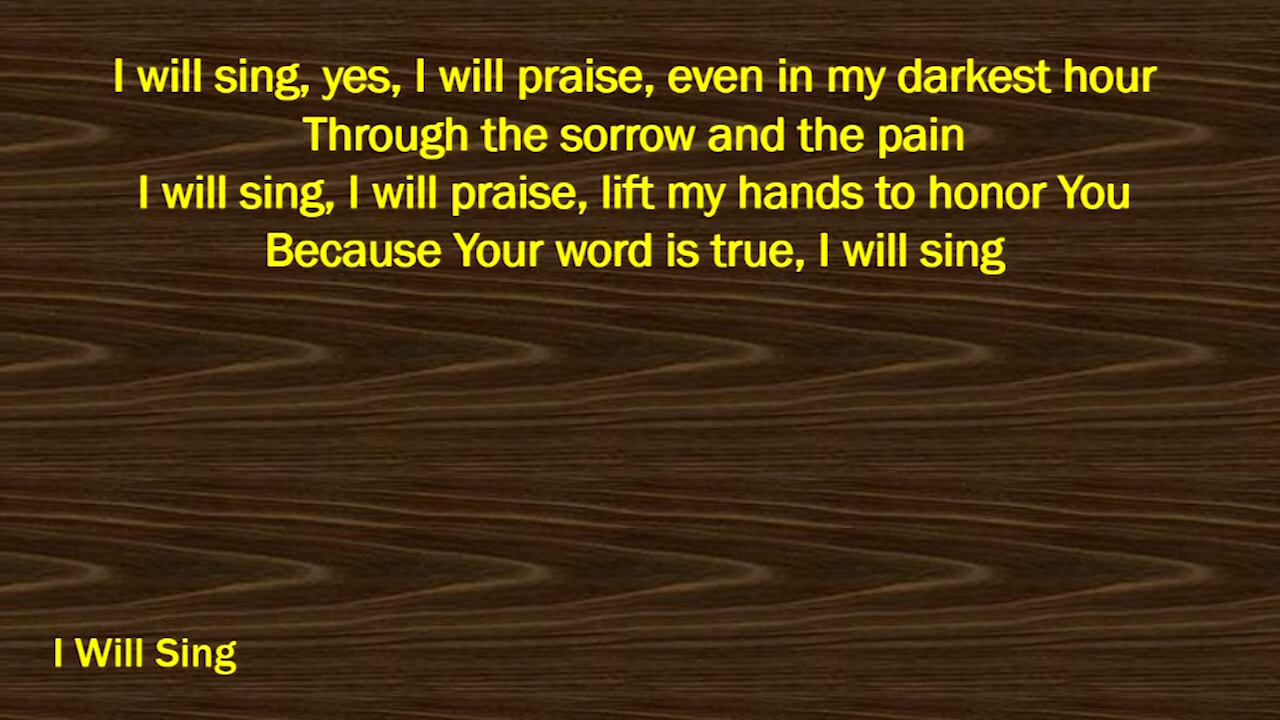 I will sing, yes, I will praise, even in my darkest hour
Through the sorrow and the pain
I will sing, I will praise, lift my hands to honor You
Because Your word is true, I will sing
I Will Sing